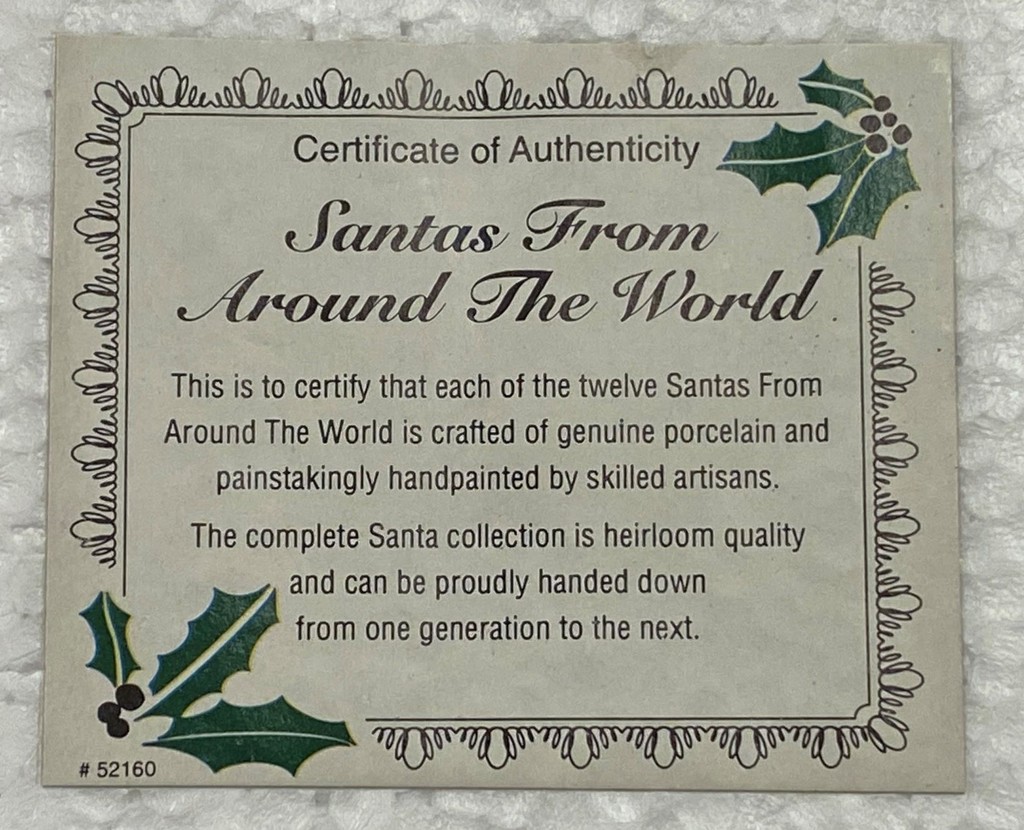 Certificate of Authenticity
Santas From
Around The World
This is to certify that each of the twelve Santas From
Around The World is crafted of genuine porcelain and
painstakingly handpainted by skilled artisans.
The complete Santa collection is heirloom quality
and can be proudly handed down
from one generation to the next.
# 52160